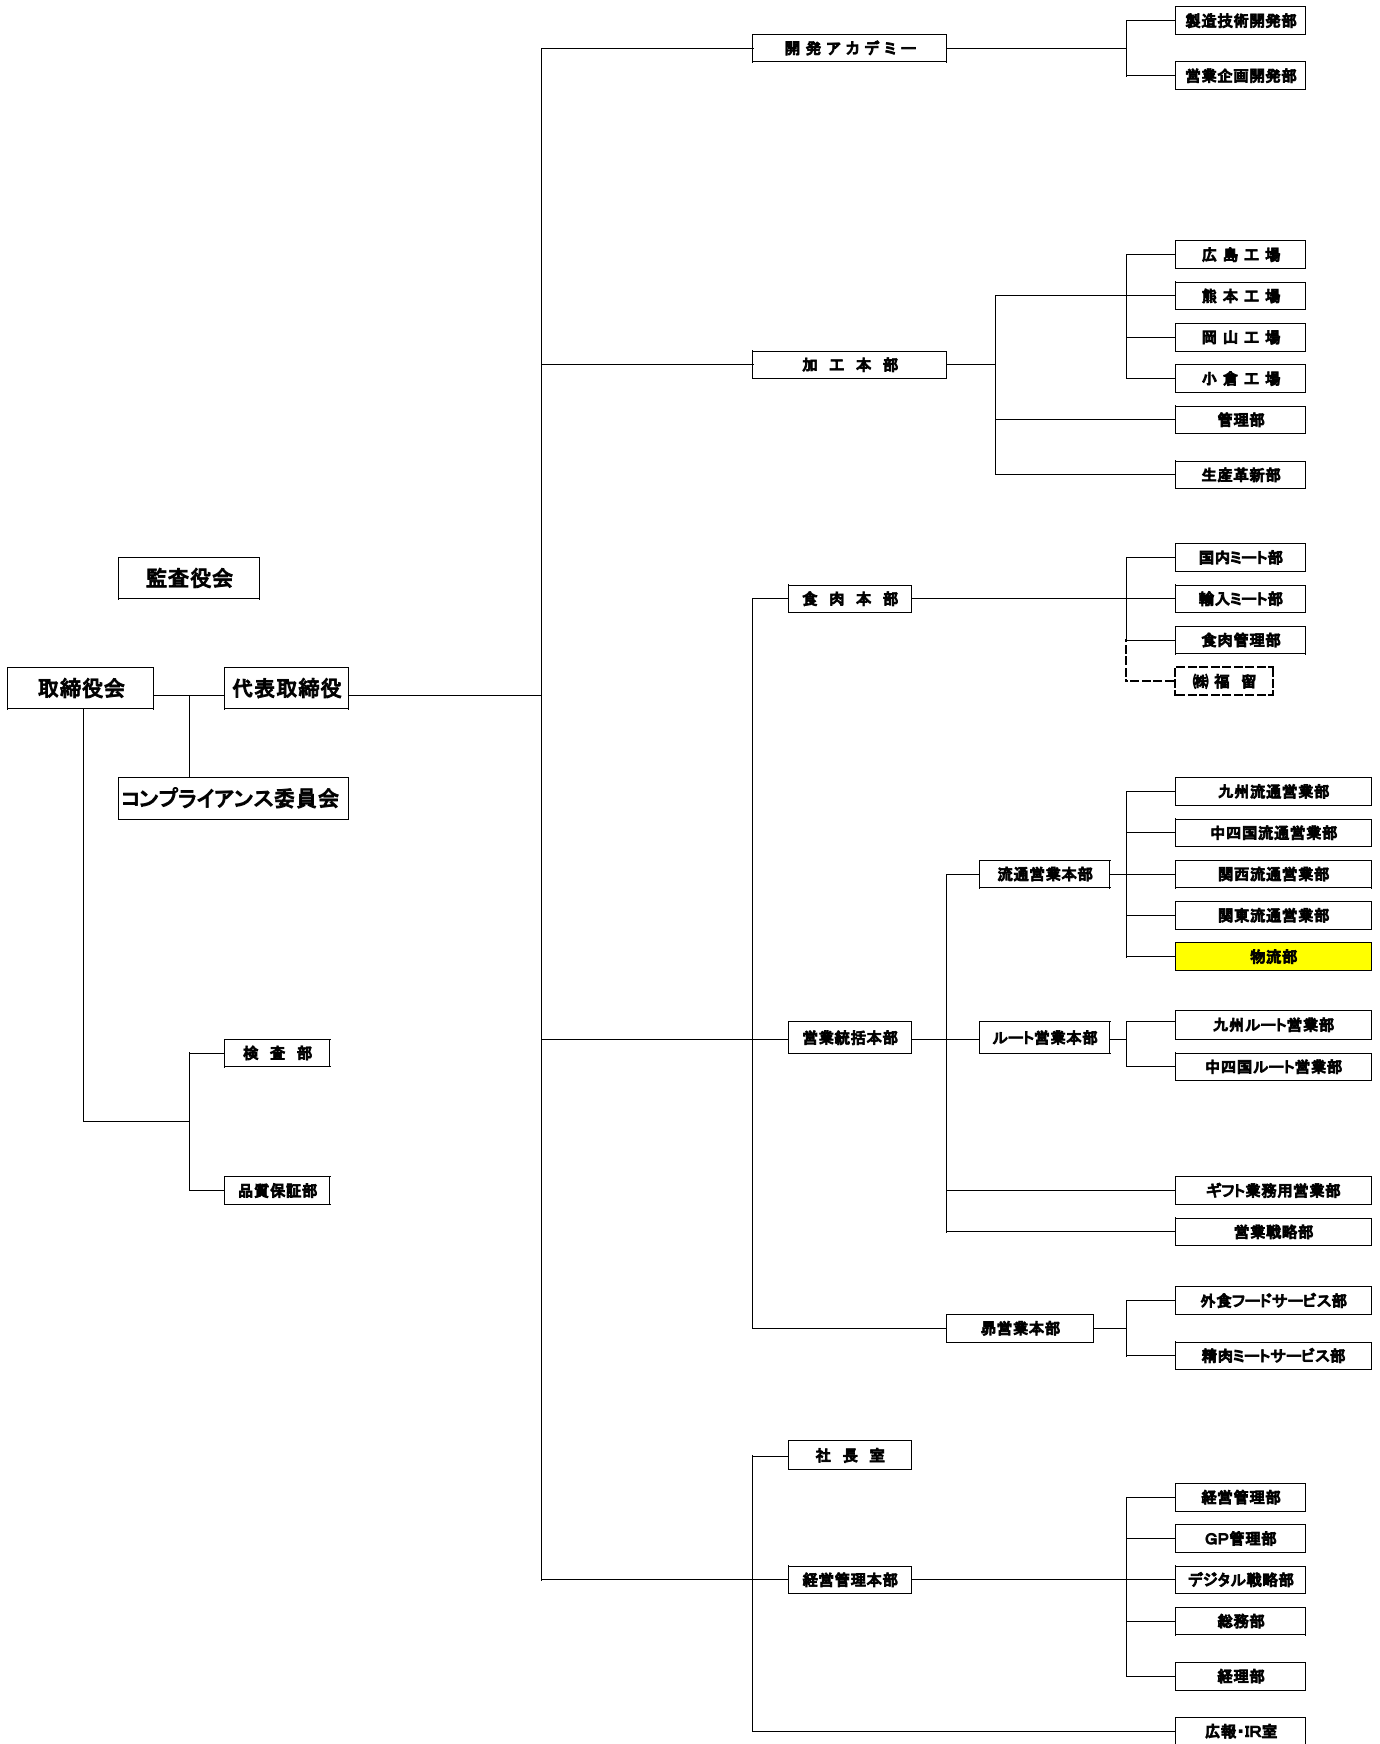 製造技術開発部
開発アカデミー
営業企画開発部
広島工場
熊本工場
岡山工場
加工本部
小倉工場
管理部
生産革新部
国内ミート部
監査役会
食肉本部
輸入ミート部
食肉管理部
取締役会
代表取締役
㈱福留
コンプライアンス委員会
九州流通営業部
中四国流通営業部
流通営業本部
関西流通営業部
関東流通営業部
物流部
九州ルート営業部
営業統括本部
ルート営業本部
検査部
中四国ルート営業部
品質保証部
ギフト業務用営業部
営業戦略部
外食フードサービス部
昴営業本部
精肉ミートサービス部
社長室
経営管理部
GP管理部
経営管理本部
デジタル戦略部
総務部
経理部
広報・IR室